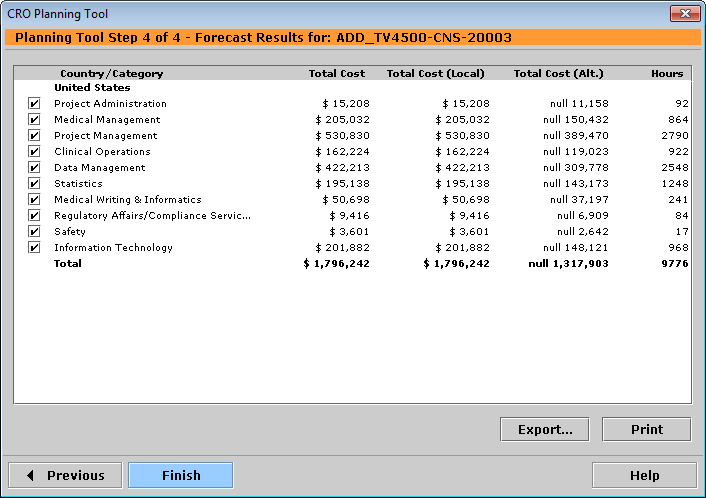 CRO Planning Tool
Planning Tool Step 4 of 4 - Forecast Results for: ADD_TV4500-CNS-20003
Country/Category Total Cost Total Cost (Local) Total Cost (Alt.) Hours
United States
Project Administration $ 15,208 $ 15,208 null 11,158 92
Medical Management $ 205,032 $ 205,032 null 150,432 864
Project Management $ 530,830 $ 530,830 null 389,470 2790
Clinical Operations $ 162,224 $ 162,224 null 119,023 922
Data Management $ 422,213 $ 422,213 null 309,778 2548
Statistics $ 195,138 $ 195,138 null 143,173 1248
Medical Writing & Informatics $ 50,698 $ 50,698 null 37,197 241
Regulatory Affairs/Compliance Servic... $ 9,416 $ 9,416 null 6,909 84
Safety $ 3,601 $ 3,601 null 2,642 17
Information Technology $ 201,882 $ 201,882 null 148,121 968
Total $ 1,796,242 $ 1,796,242 null 1,317,903 9776
Export... Print
Previous Finish Help